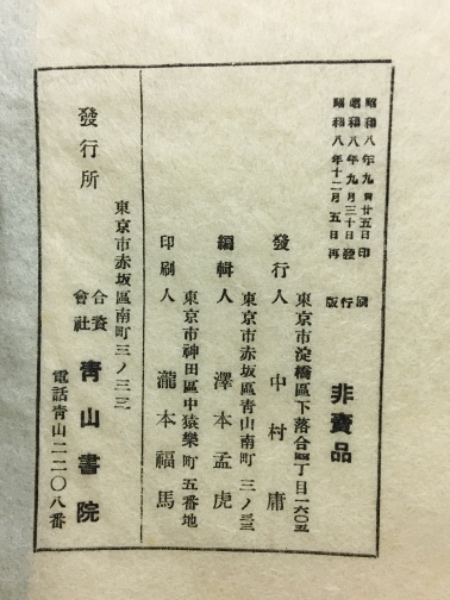 昭和八年九月廿五日印刷
昭和八年九月三十日發行
昭和八年十二月五日再版
非賣品
東京市淀橋區下落合四丁目一六〇五
發行人 中村庸
東京市赤坂區青山南町三ノ三三
編輯人 澤本孟虎
東京市神田區中猿樂町五番地
印刷人 瀧本福馬
東京市赤坂區南町三ノ三三
發行所 合資會社 靑山書院
電話靑山二二〇八番